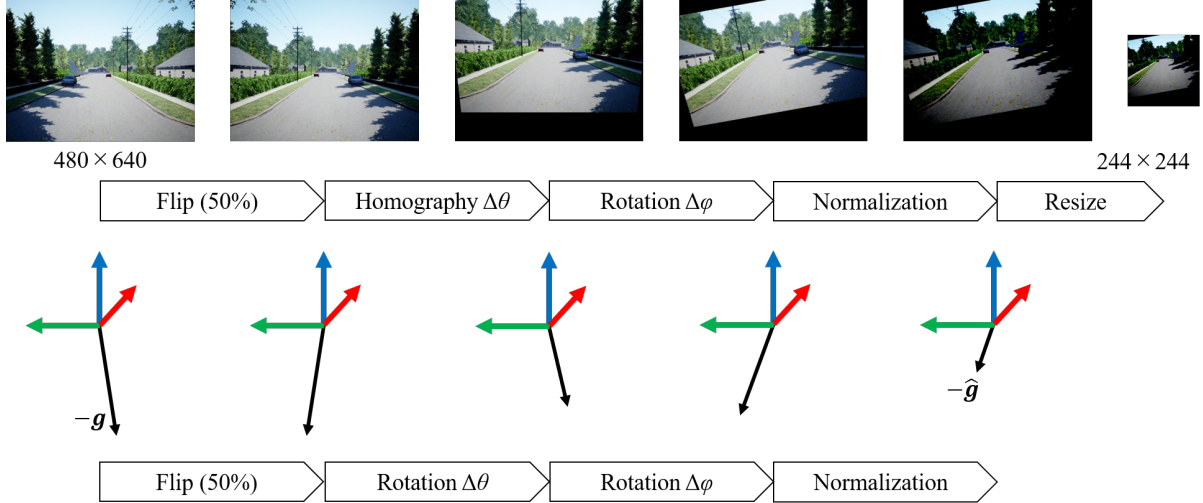 480 × 640
244 × 244
Flip (50%)
Homography Δθ
Rotation Δφ
Normalization
Resize
−g
−ĝ
Flip (50%)
Rotation Δθ
Rotation Δφ
Normalization